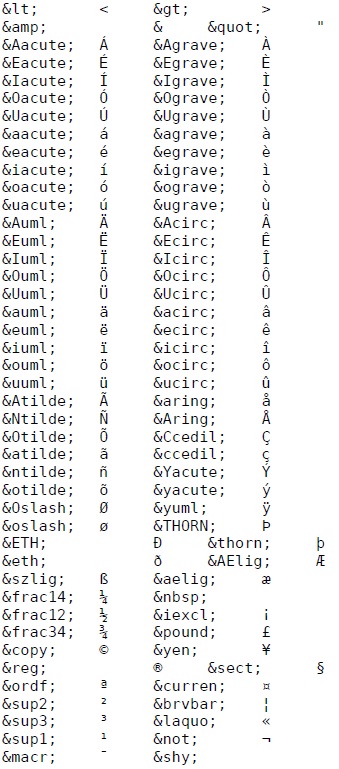 &lt; < &gt; >
&amp; & &quot; "
&Aacute; Á &Agrave; À
&Eacute; É &Egrave; È
&Iacute; Í &Igrave; Ì
&Oacute; Ó &Ograve; Ò
&Uacute; Ú &Ugrave; Ù
&aacute; á &agrave; à
&eacute; é &egrave; è
&iacute; í &igrave; ì
&oacute; ó &ograve; ò
&uacute; ú &ugrave; ù
&Auml; Ä &Acirc; Â
&Euml; Ë &Ecirc; Ê
&Iuml; Ï &Icirc; Î
&Ouml; Ö &Ocirc; Ô
&Uuml; Ü &Ucirc; Û
&auml; ä &acirc; â
&euml; ë &ecirc; ê
&iuml; ï &icirc; î
&ouml; ö &ocirc; ô
&uuml; ü &ucirc; û
&Atilde; Ã &aring; å
&Ntilde; Ñ &Aring; Å
&Otilde; Õ &Ccedil; Ç
&atilde; ã &ccedil; ç
&ntilde; ñ &Yacute; Ý
&otilde; õ &yacute; ý
&Oslash; Ø &yuml; ÿ
&oslash; ø &THORN; Þ
&ETH; Ð &thorn; þ
&eth; ð &AElig; Æ
&szlig; ß &aelig; æ
&frac14; ¼ &nbsp;
&frac12; ½ &iexcl; ¡
&frac34; ¾ &pound; £
&copy; © &yen; ¥
&reg; ® &sect; §
&ordf; ª &curren; ¤
&sup2; ² &brvbar; ¦
&sup3; ³ &laquo; «
&sup1; ¹ &not; ¬
&macr; ¯ &shy;